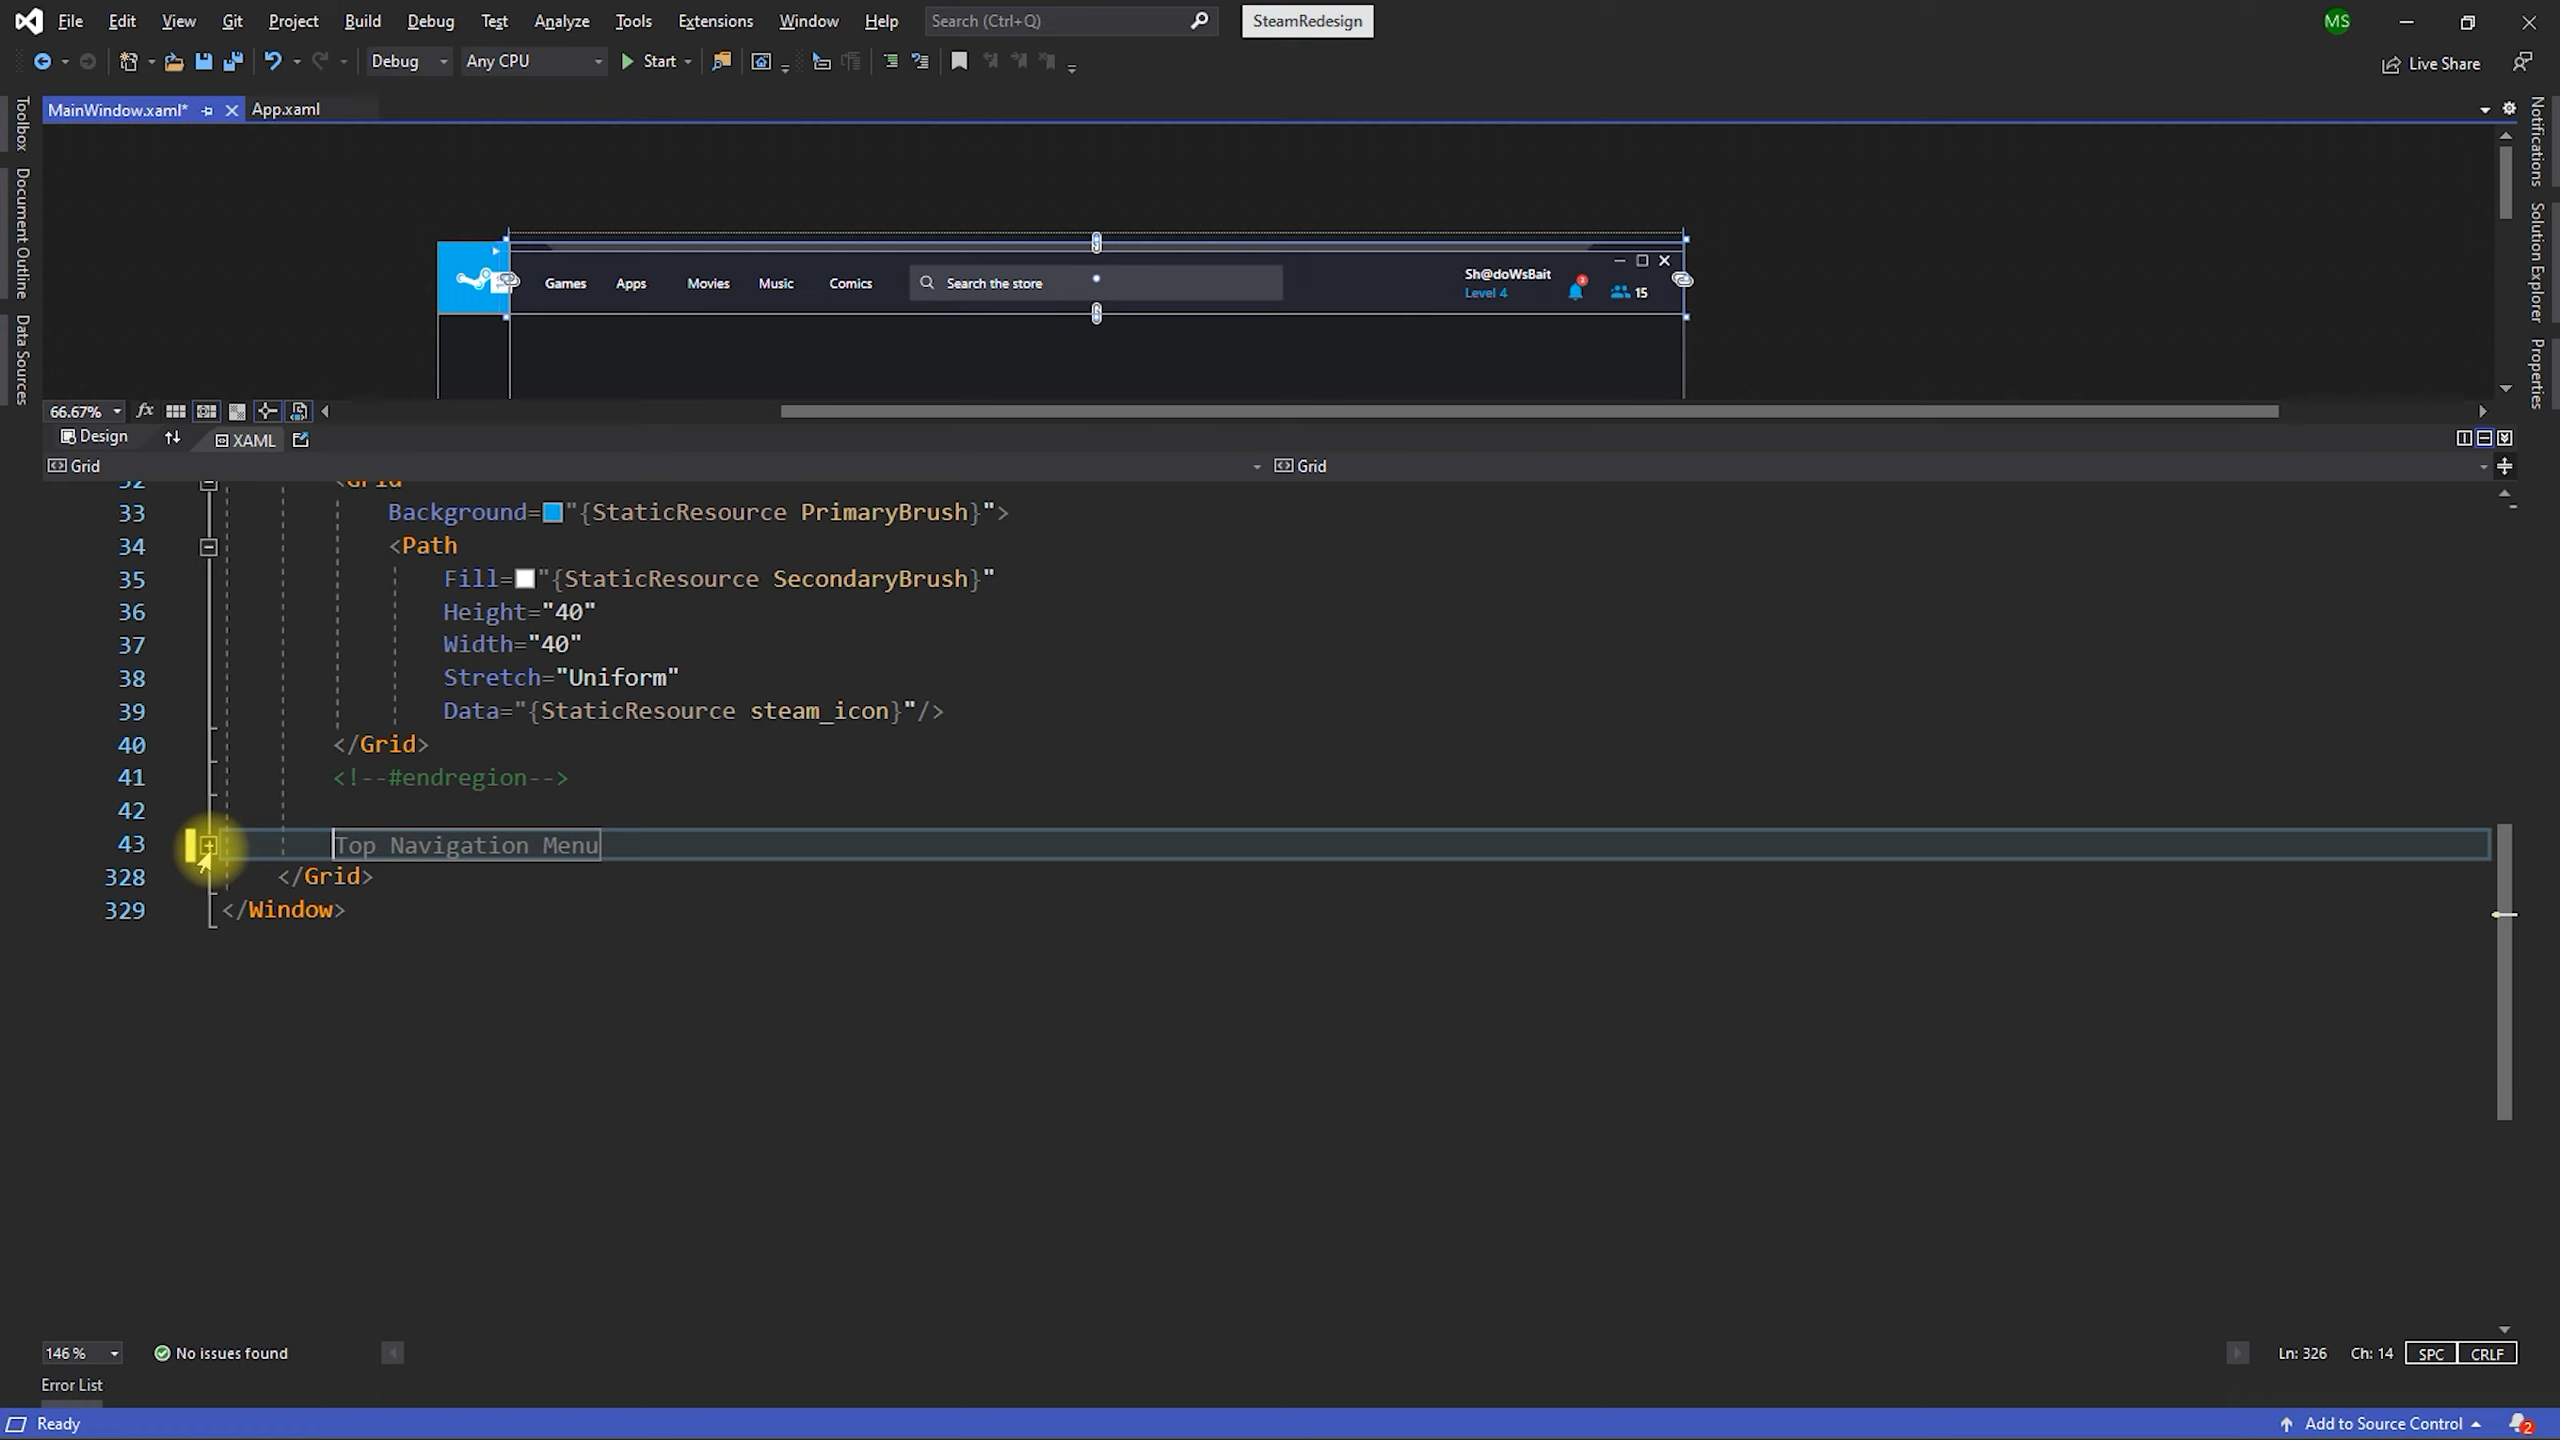 File Edit View Git Project Build Debug Test Analyze Tools Extensions Window Help Search (Ctrl+Q) SteamRedesign MS
Debug Any CPU Start Live Share
MainWindow.xaml* App.xaml
Toolbox
Document Outline
Data Sources
Notifications
Solution Explorer
Properties
Games Apps Movies Music Comics Search the store Sh@doWsBait
Level 4 3 15
66.67% fx
Design XAML
Grid Grid
32 <Grid
33 Background="{StaticResource PrimaryBrush}">
34 <Path
35 Fill="{StaticResource SecondaryBrush}"
36 Height="40"
37 Width="40"
38 Stretch="Uniform"
39 Data="{StaticResource steam_icon}"/>
40 </Grid>
41 <!--#endregion-->
42
43 Top Navigation Menu
328 </Grid>
329 </Window>
146 % No issues found Ln: 326 Ch: 14 SPC CRLF
Error List
Ready Add to Source Control 2